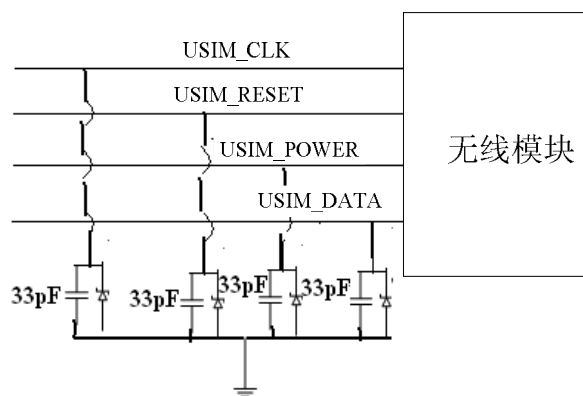 USIM_CLK
USIM_RESET
USIM_POWER
无线模块
USIM_DATA
33pF
33pF
33pF
33pF